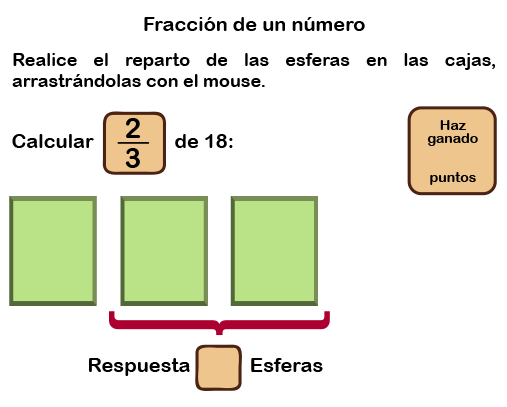 Fracción de un número
Realice el reparto de las esferas en las cajas,
arrastrándolas con el mouse.
Calcular 2/3 de 18:
Haz
ganado
puntos
Respuesta Esferas